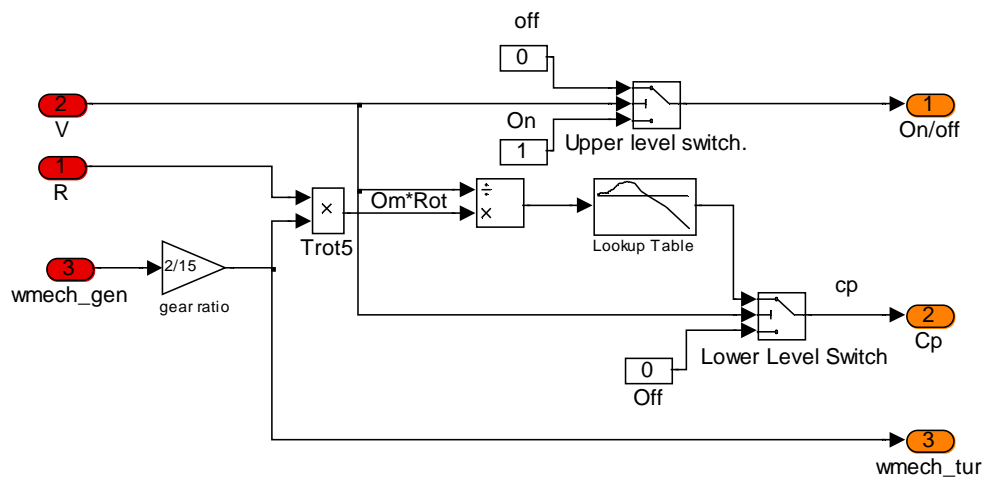 off
0
2
V
On
1
Upper level switch.
1
On/off
1
R
×
Trot5
Om*Rot
÷
×
Lookup Table
3
wmech_gen
2/15
gear ratio
cp
2
Cp
Lower Level Switch
0
Off
3
wmech_tur